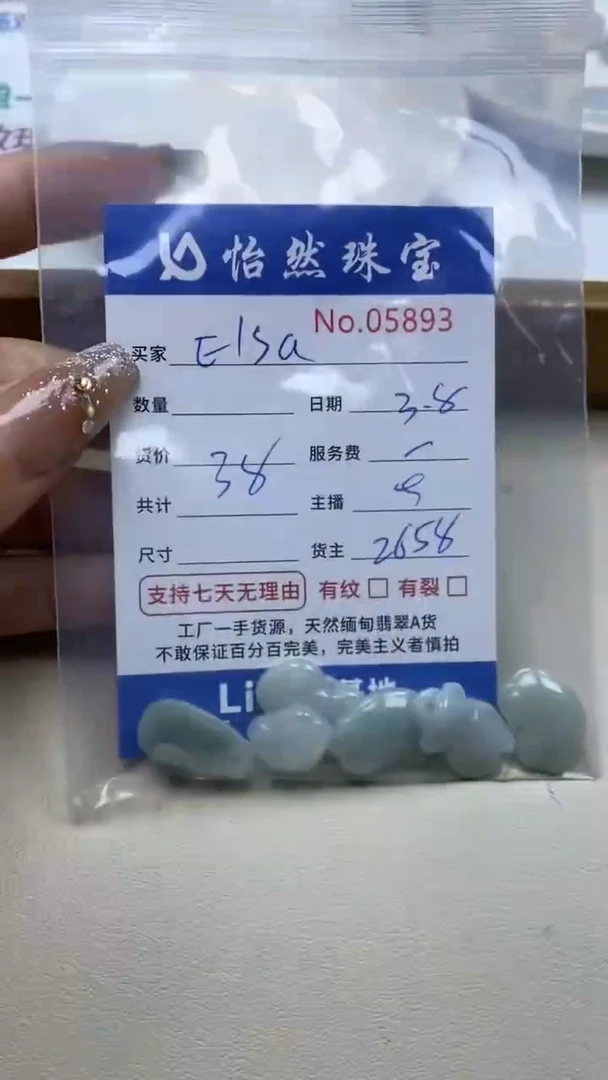 怡然珠宝
No.05893
买家 Elsa
数量 日期 3-8
货价 38 服务费
共计 主播
尺寸 货主 2658
支持七天无理由 有纹 有裂
工厂一手货源，天然缅甸翡翠A货
不敢保证百分百完美，完美主义者慎拍
Li 基地